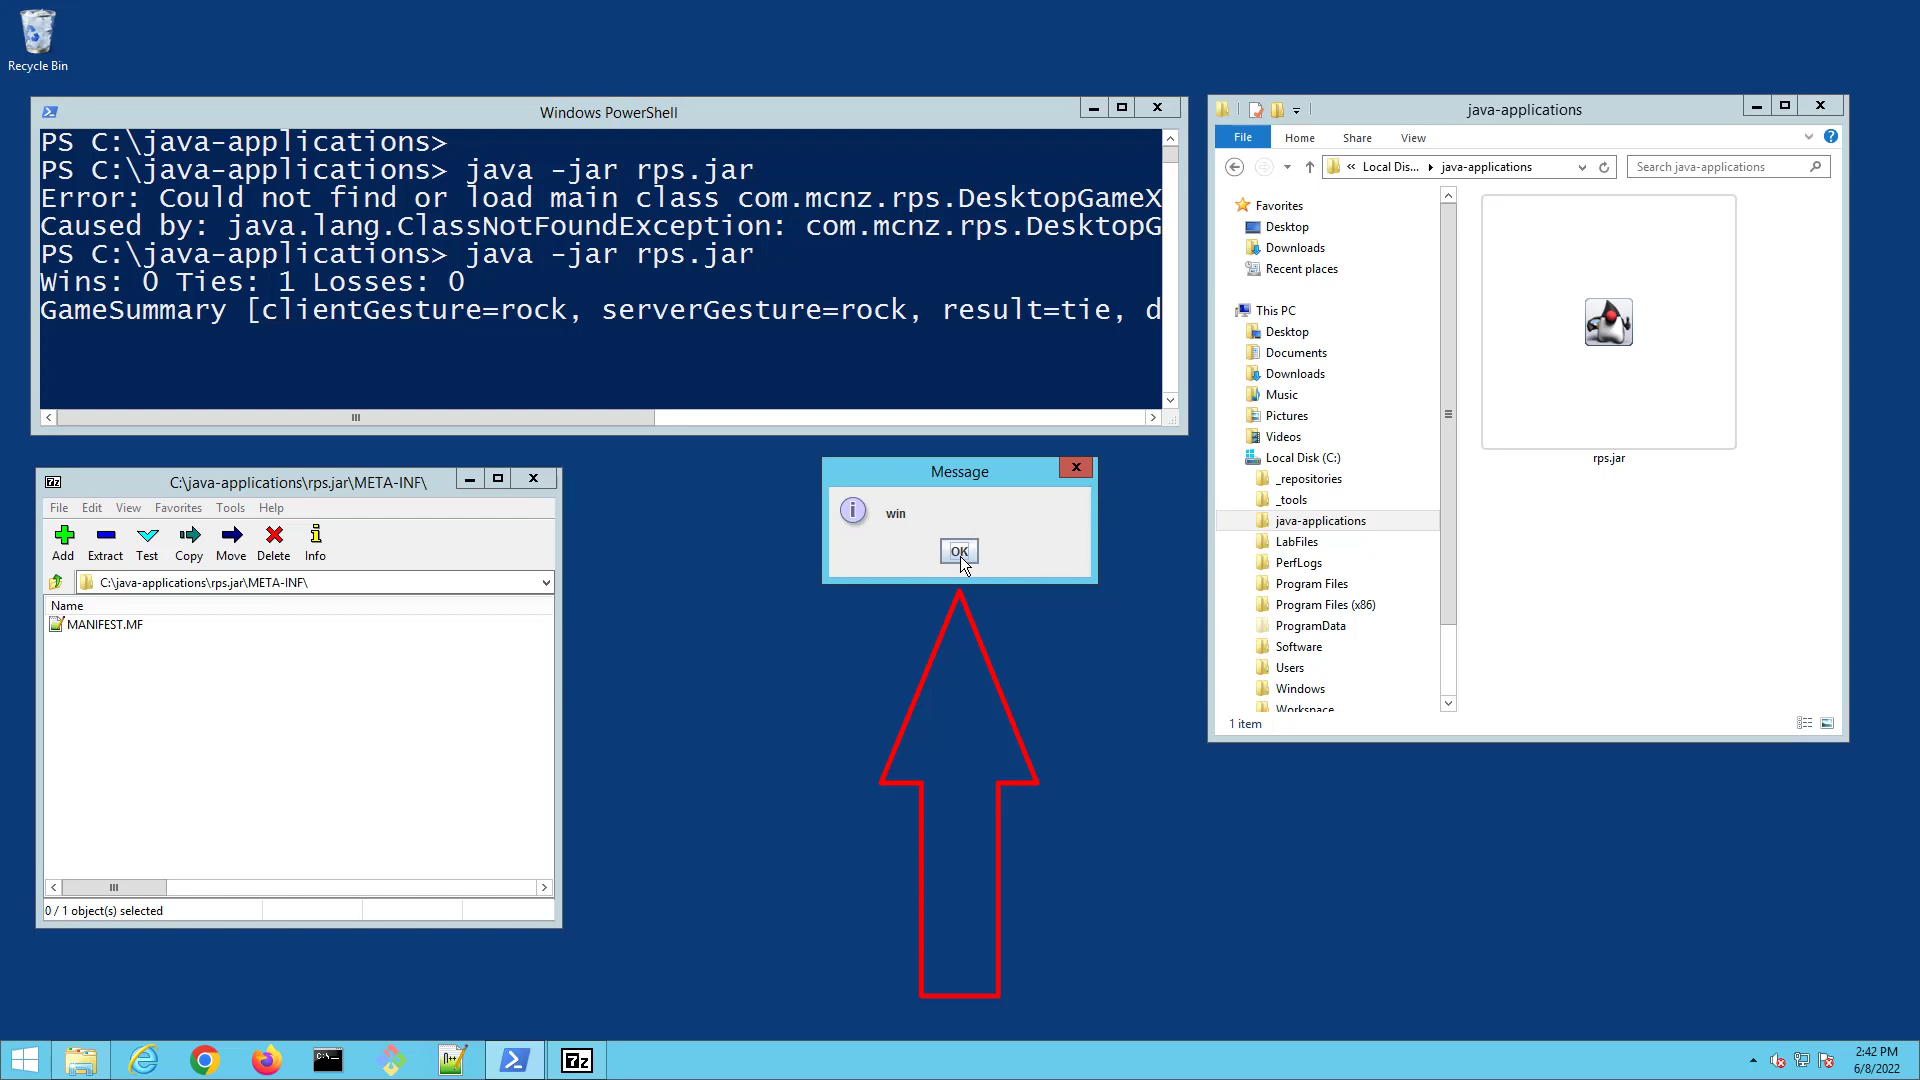 Recycle Bin
Windows PowerShell
PS C:\java-applications>
PS C:\java-applications> java -jar rps.jar
Error: Could not find or load main class com.mcnz.rps.DesktopGameX
Caused by: java.lang.ClassNotFoundException: com.mcnz.rps.DesktopG
PS C:\java-applications> java -jar rps.jar
Wins: 0 Ties: 1 Losses: 0
GameSummary [clientGesture=rock, serverGesture=rock, result=tie, d
java-applications
File Home Share View
« Local Dis... java-applications
Search java-applications
Favorites
Desktop
Downloads
Recent places
This PC
Desktop
Documents
Downloads
Music
Pictures
Videos
Local Disk (C:)
_repositories
_tools
java-applications
LabFiles
PerfLogs
Program Files
Program Files (x86)
ProgramData
Software
Users
Windows
Workspace
rps.jar
1 item
7z
C:\java-applications\rps.jar\META-INF\
File Edit View Favorites Tools Help
Add Extract Test Copy Move Delete Info
C:\java-applications\rps.jar\META-INF\
Name
MANIFEST.MF
0 / 1 object(s) selected
Message
win
OK
C:\
7z
2:42 PM
6/8/2022